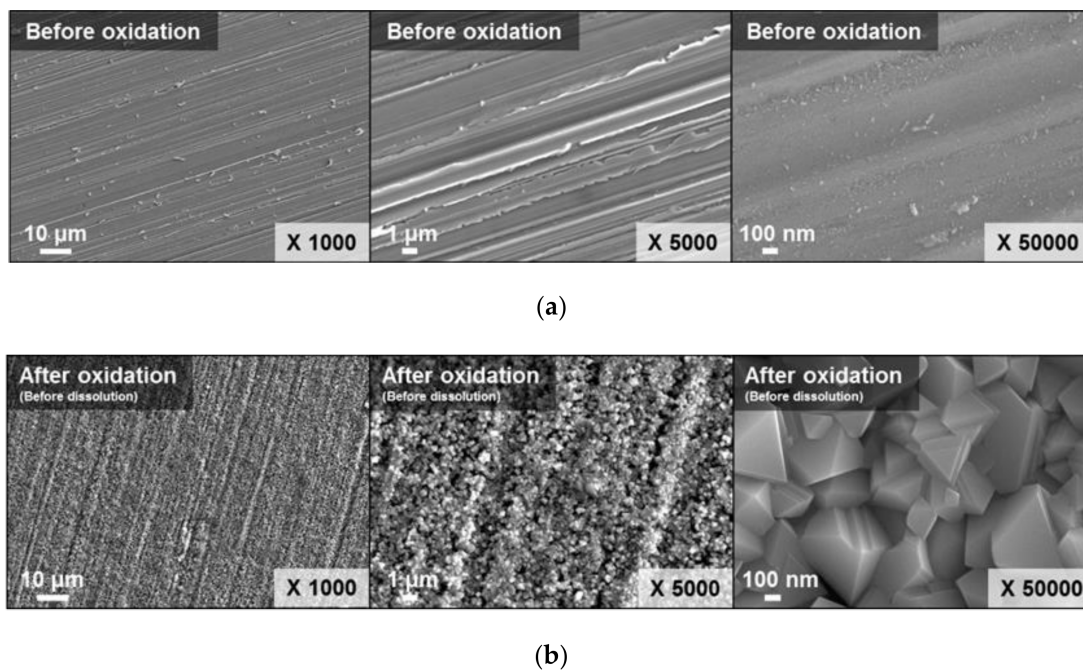 Before oxidation
10 µm
X 1000
Before oxidation
1 µm
X 5000
Before oxidation
100 nm
X 50000
(a)
After oxidation
(Before dissolution)
10 µm
X 1000
After oxidation
(Before dissolution)
1 µm
X 5000
After oxidation
(Before dissolution)
100 nm
X 50000
(b)